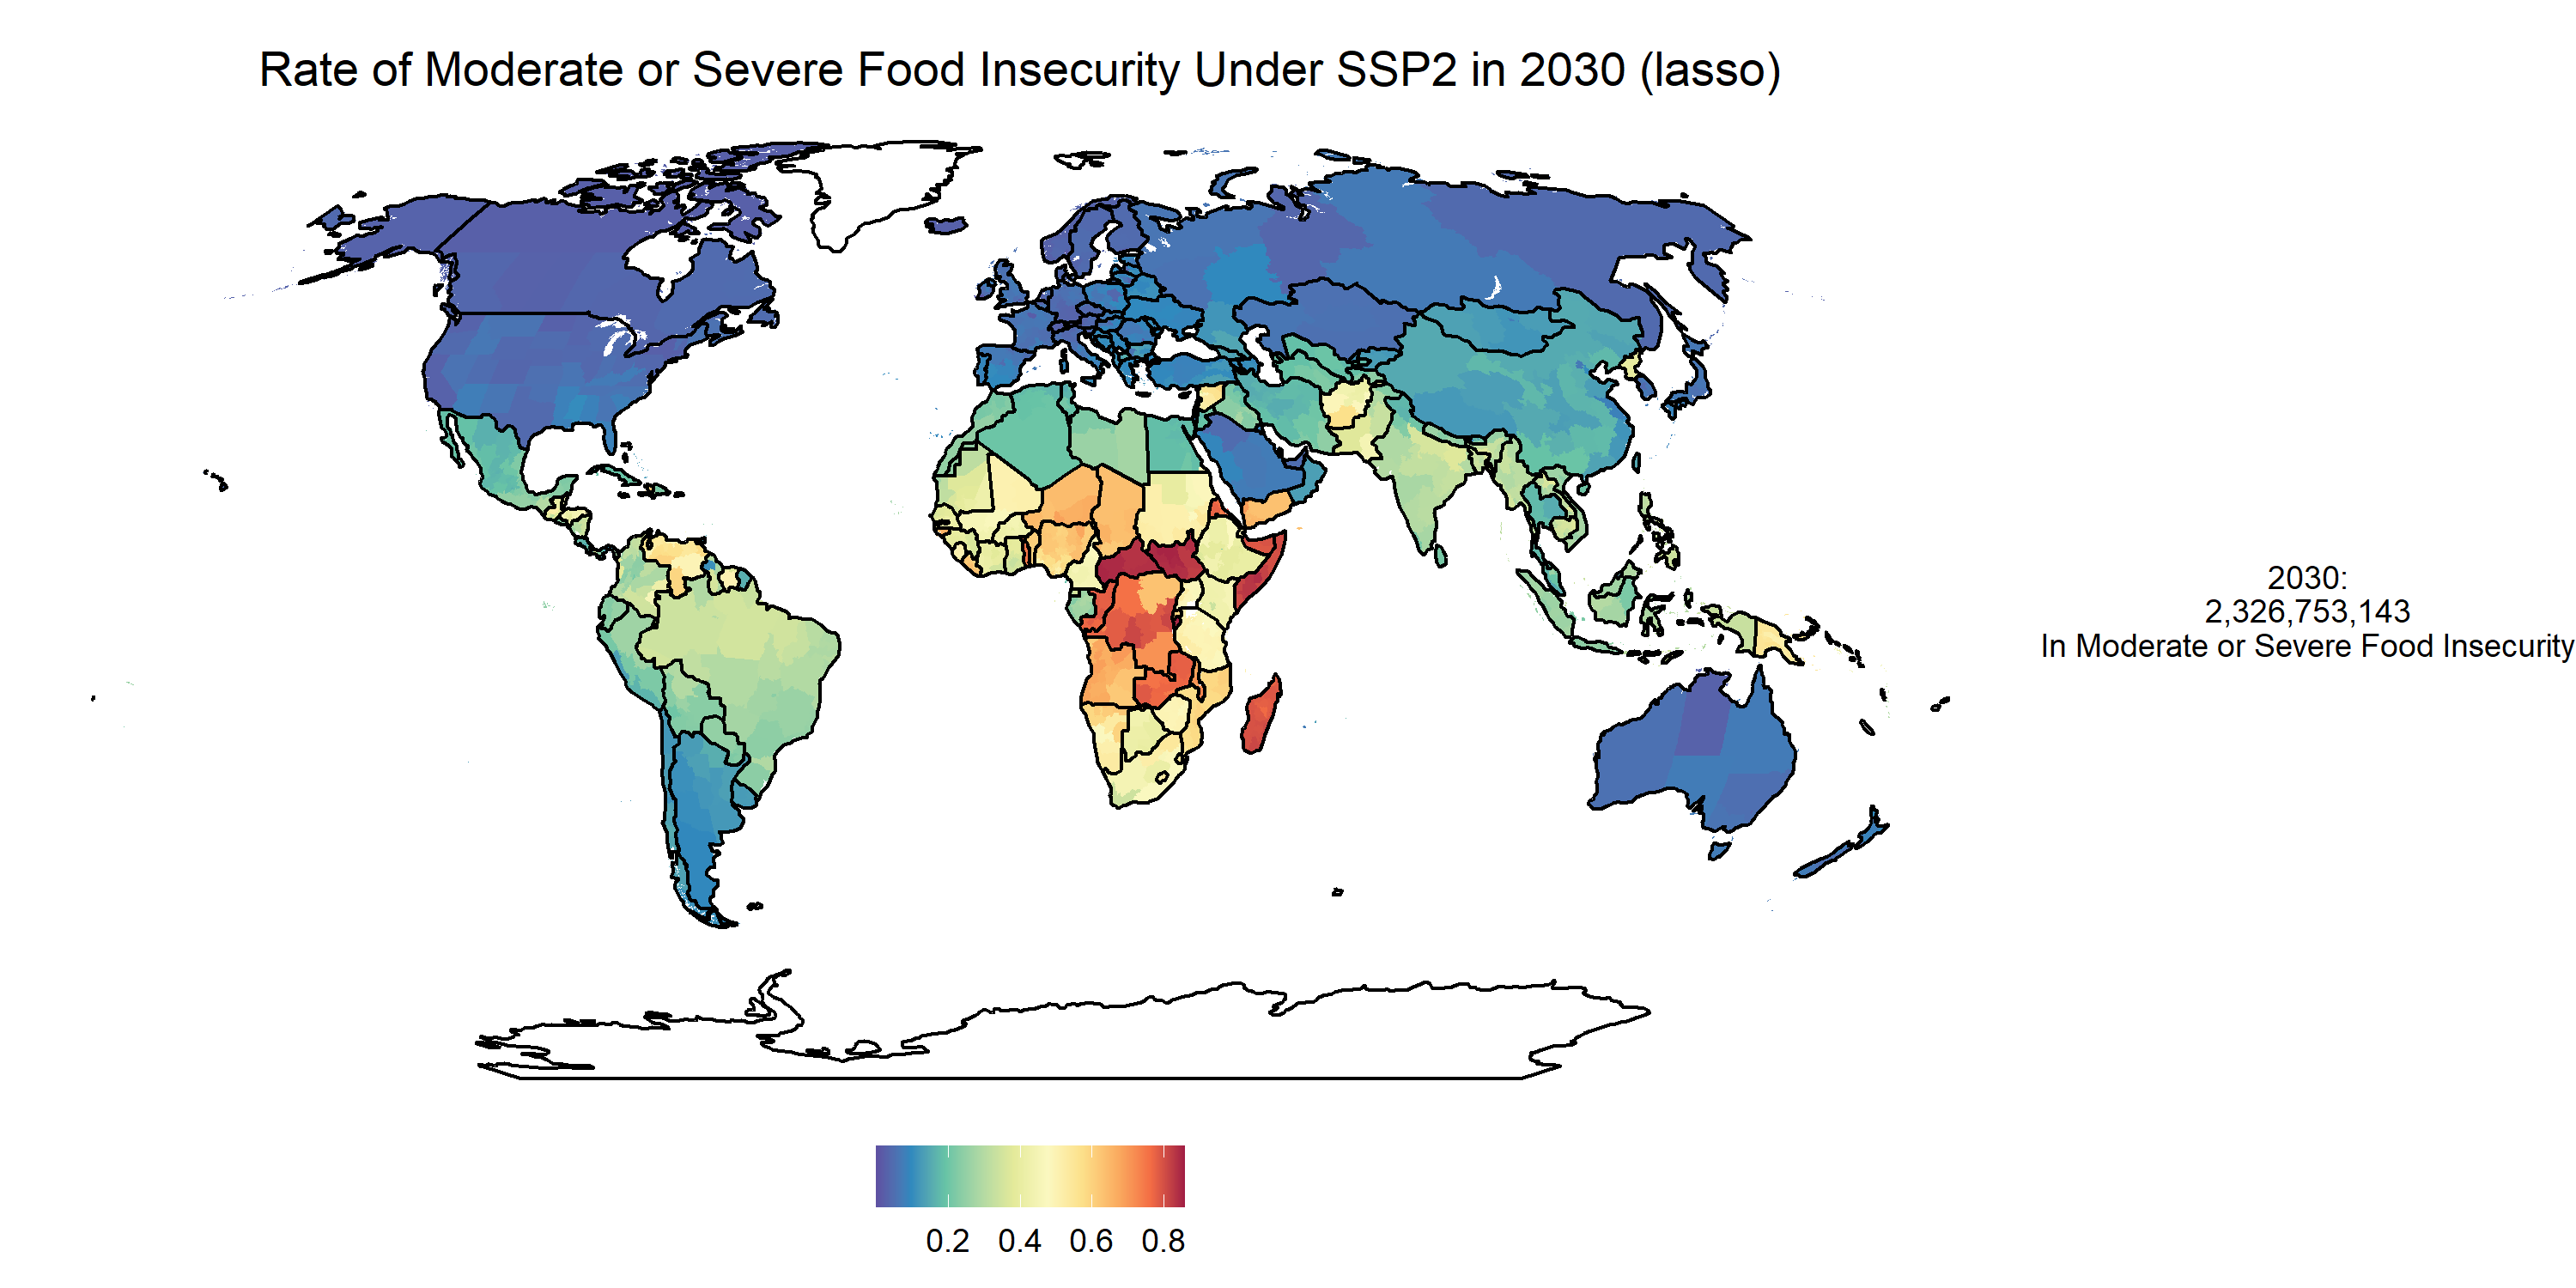 Rate of Moderate or Severe Food Insecurity Under SSP2 in 2030 (lasso)
2030:
2,326,753,143
In Moderate or Severe Food Insecurity
0.2 0.4 0.6 0.8